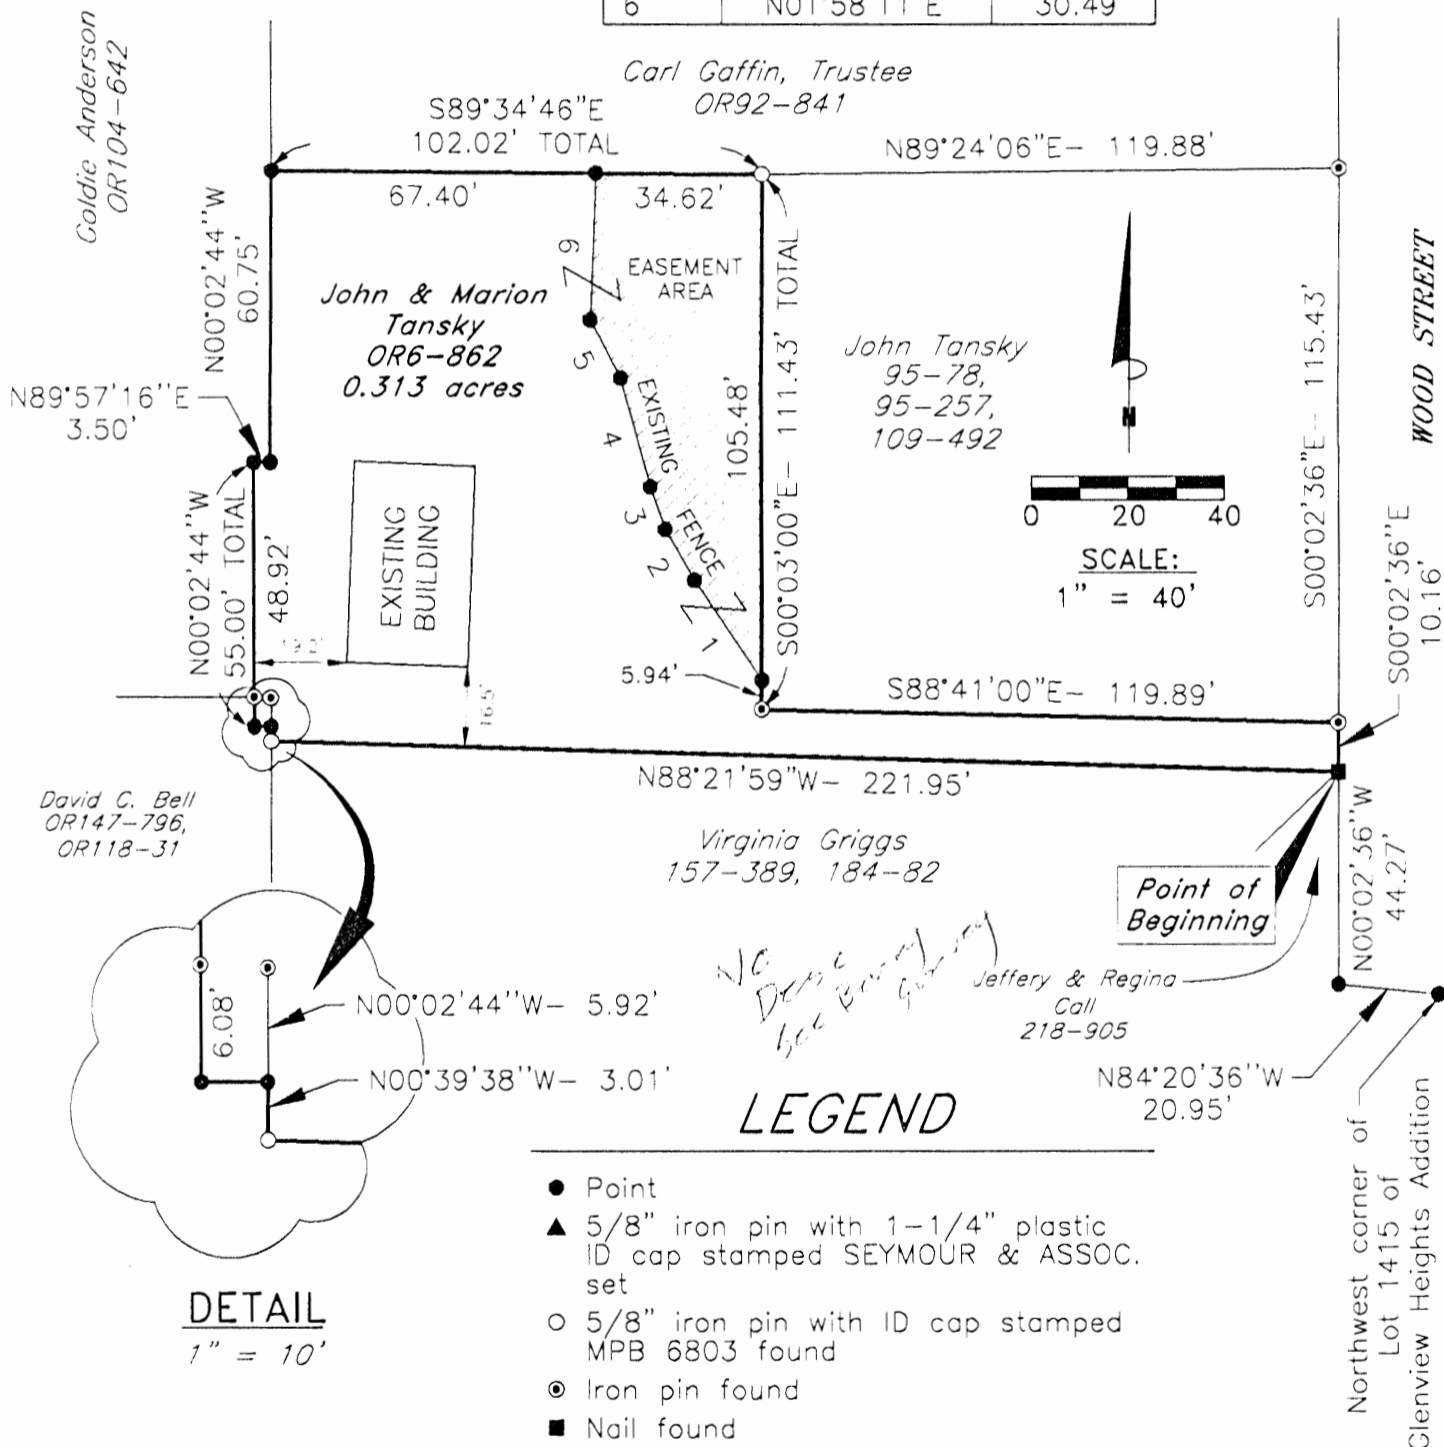 6 N01°58'11"E 30.49'
Goldie Anderson
OR104-642
Carl Gaffin, Trustee
OR92-841
S89°34'46"E
102.02' TOTAL
N89°24'06"E- 119.88'
67.40'
34.62'
N00°02'44"W
60.75'
John & Marion
Tansky
OR6-862
0.313 acres
6
EASEMENT
AREA
5
4
3
2
1
EXISTING
FENCE
105.48'
S00°03'00"E- 111.43' TOTAL
John Tansky
95-78,
95-257,
109-492
N
0 20 40
SCALE:
1" = 40'
S00°02'36"E- 115.43'
WOOD STREET
N89°57'16"E
3.50'
N00°02'44"W
55.00' TOTAL
48.92'
EXISTING
BUILDING
19.2'
16.5'
5.94'
S88°41'00"E- 119.89'
S00°02'36"E
10.16'
N88°21'59"W- 221.95'
David C. Bell
OR147-796,
OR118-31
Virginia Griggs
157-389, 184-82
Point of
Beginning
N00°02'36"W
44.27'
No
See
Jeffery & Regina
Call
218-905
N84°20'36"W
20.95'
Northwest corner of
Lot 1415 of
Glenview Heights Addition
6.08'
N00°02'44"W- 5.92'
N00°39'38"W- 3.01'
DETAIL
1" = 10'
LEGEND
Point
5/8" iron pin with 1-1/4" plastic
ID cap stamped SEYMOUR & ASSOC.
set
5/8" iron pin with ID cap stamped
MPB 6803 found
Iron pin found
Nail found